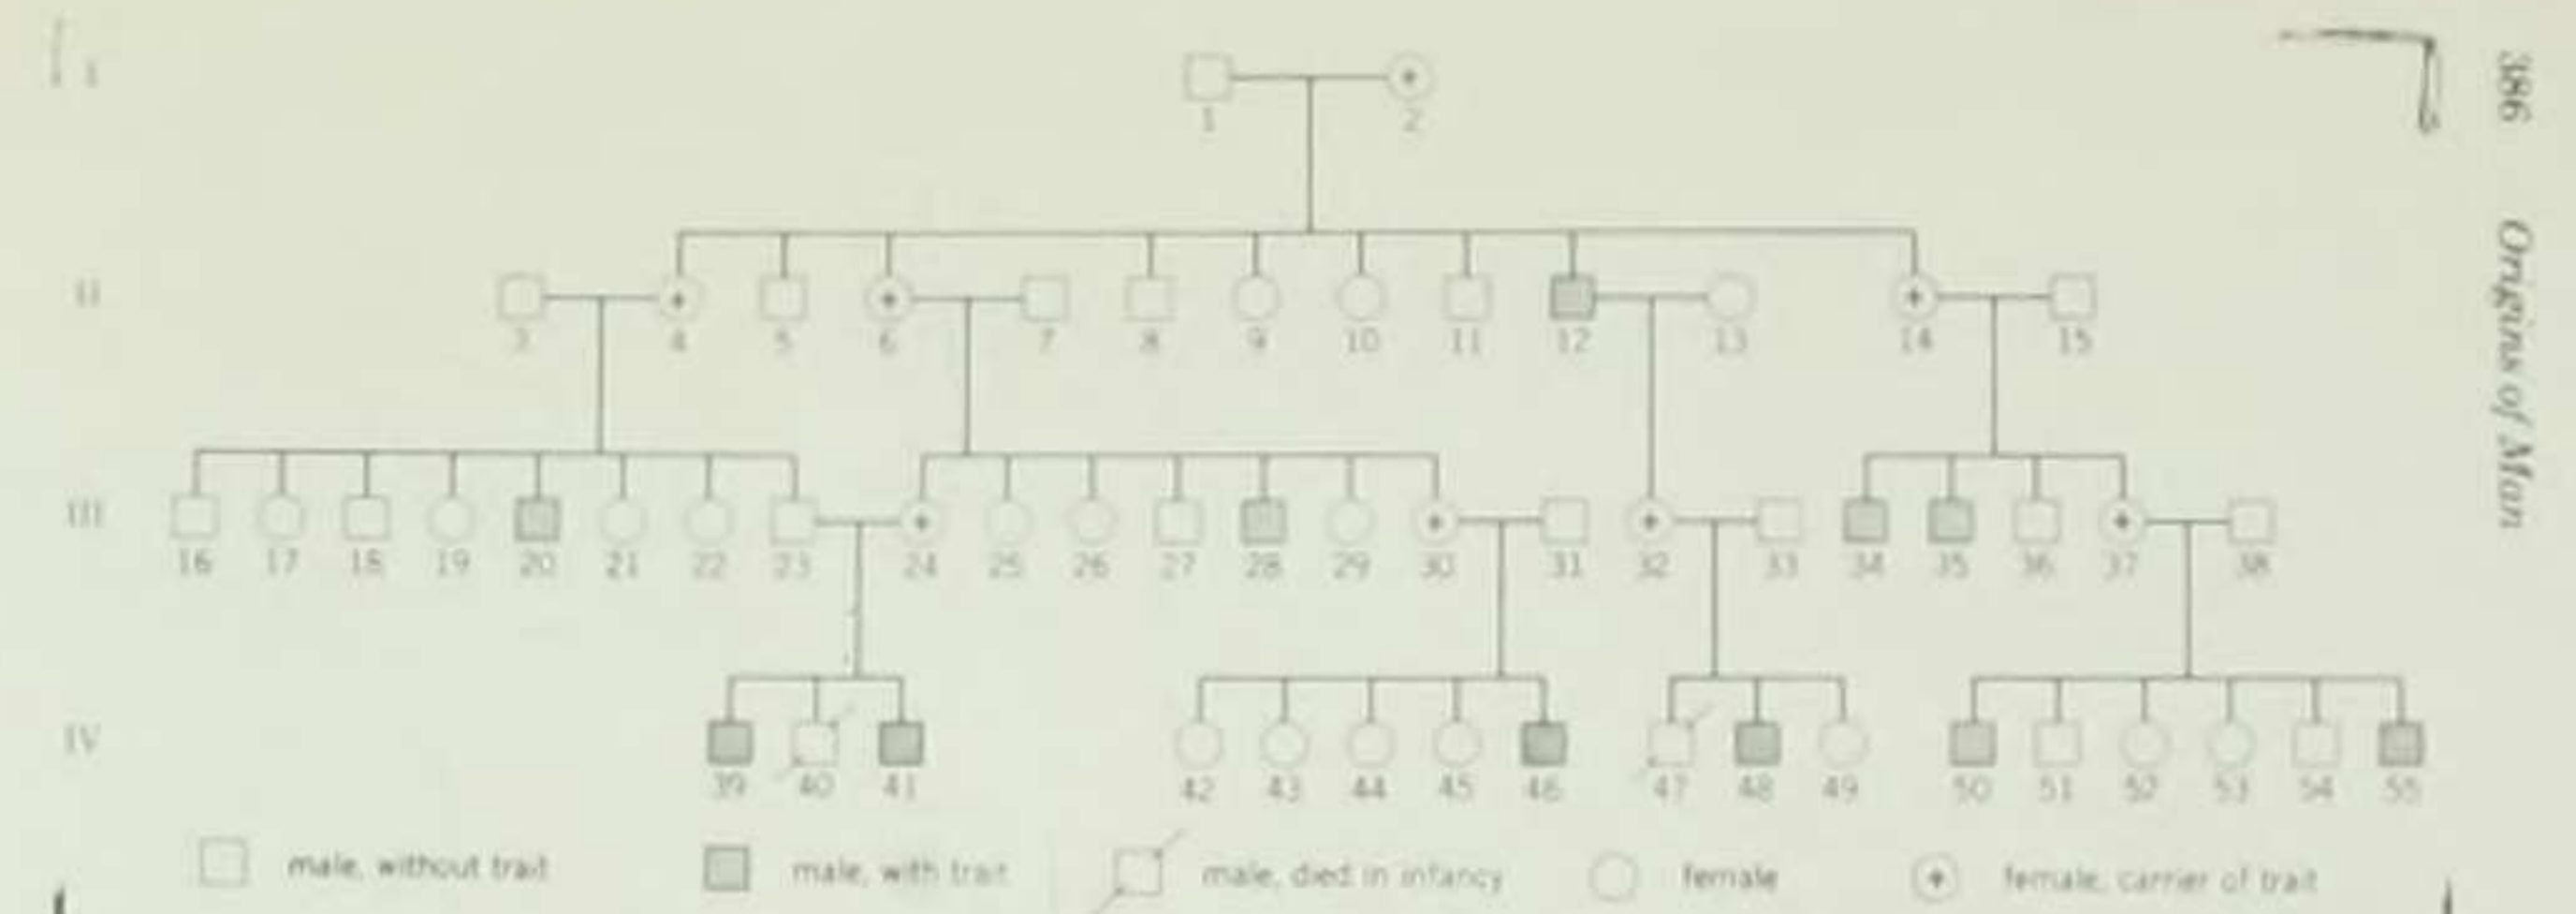 I
1 2
II
3 4 5 6 7 8 9 10 11 12 13 14 15
III
16 17 18 19 20 21 22 23 24 25 26 27 28 29 30 31 32 33 34 35 36 37 38
IV
39 40 41 42 43 44 45 46 47 48 49 50 51 52 53 54 55
male, without trait male, with trait male, died in infancy female female, carrier of trait
386 Origins of Man